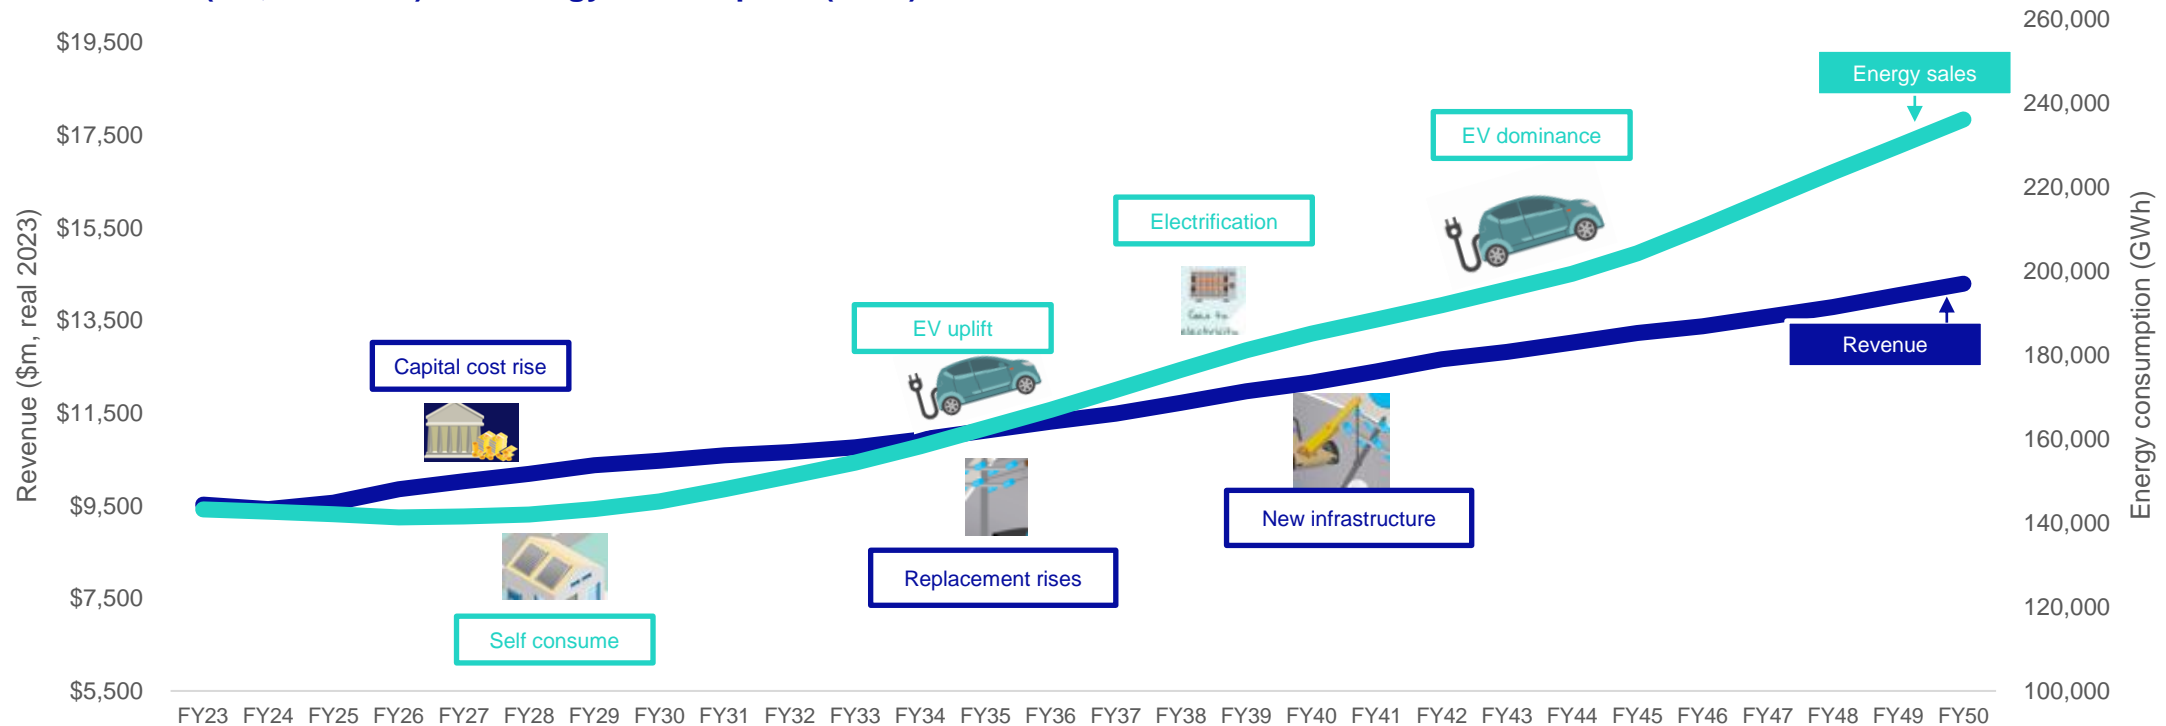 $19,500
$17,500
$15,500
$13,500
$11,500
$9,500
$7,500
$5,500
Revenue ($m, real 2023)
260,000
240,000
220,000
200,000
180,000
160,000
140,000
120,000
100,000
Energy consumption (GWh)
Energy sales
EV dominance
Electrification
EV uplift
Capital cost rise
Revenue
New infrastructure
Replacement rises
Self consume
FY23 FY24 FY25 FY26 FY27 FY28 FY29 FY30 FY31 FY32 FY33 FY34 FY35 FY36 FY37 FY38 FY39 FY40 FY41 FY42 FY43 FY44 FY45 FY46 FY47 FY48 FY49 FY50